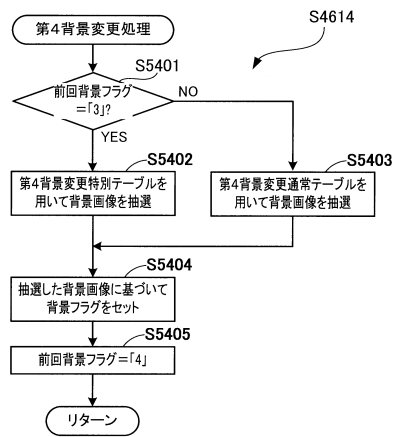 第4背景変更処理
S4614
S5401
前回背景フラグ
=「3」?
NO
YES
S5402
第4背景変更特別テーブルを
用いて背景画像を抽選
S5403
第4背景変更通常テーブルを
用いて背景画像を抽選
S5404
抽選した背景画像に基づいて
背景フラグをセット
S5405
前回背景フラグ=「4」
リターン